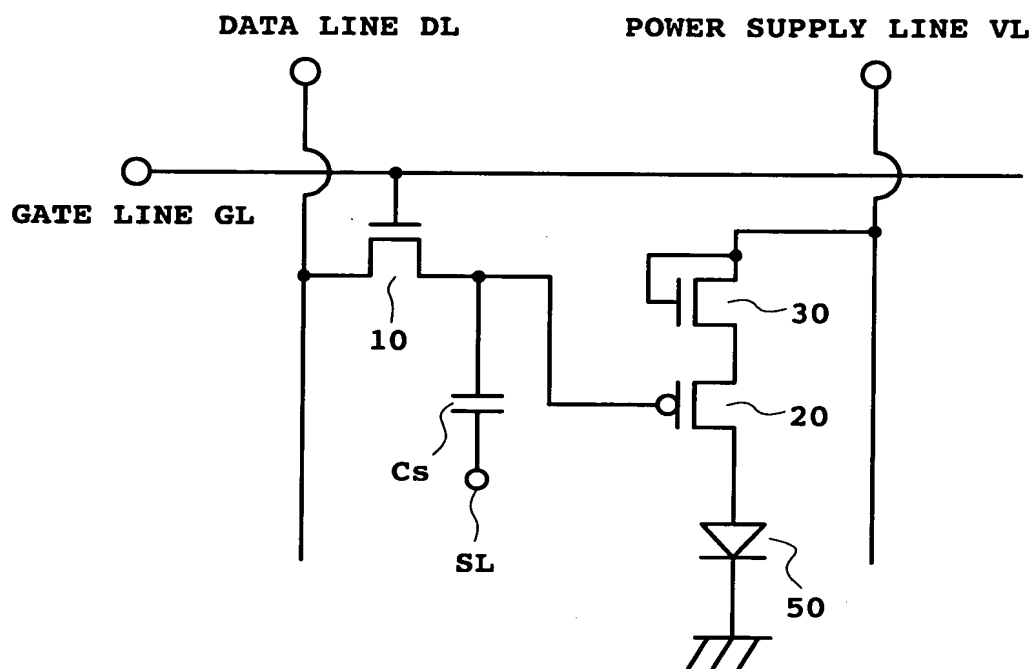 DATA LINE DL
POWER SUPPLY LINE VL
GATE LINE GL
10
30
20
Cs
SL
50